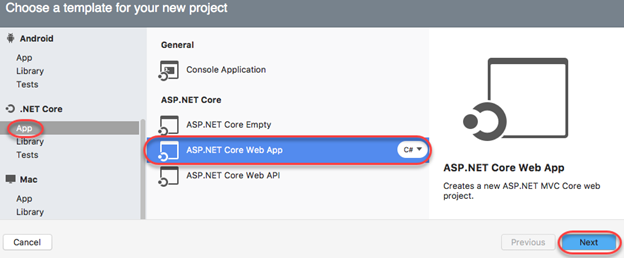 Choose a template for your new project
Android
App
Library
Tests
.NET Core
App
Library
Tests
Mac
App
Library
General
Console Application
ASP.NET Core
ASP.NET Core Empty
ASP.NET Core Web App
C#
ASP.NET Core Web API
ASP.NET Core Web App
Creates a new ASP.NET MVC Core web
project.
Cancel
Previous
Next